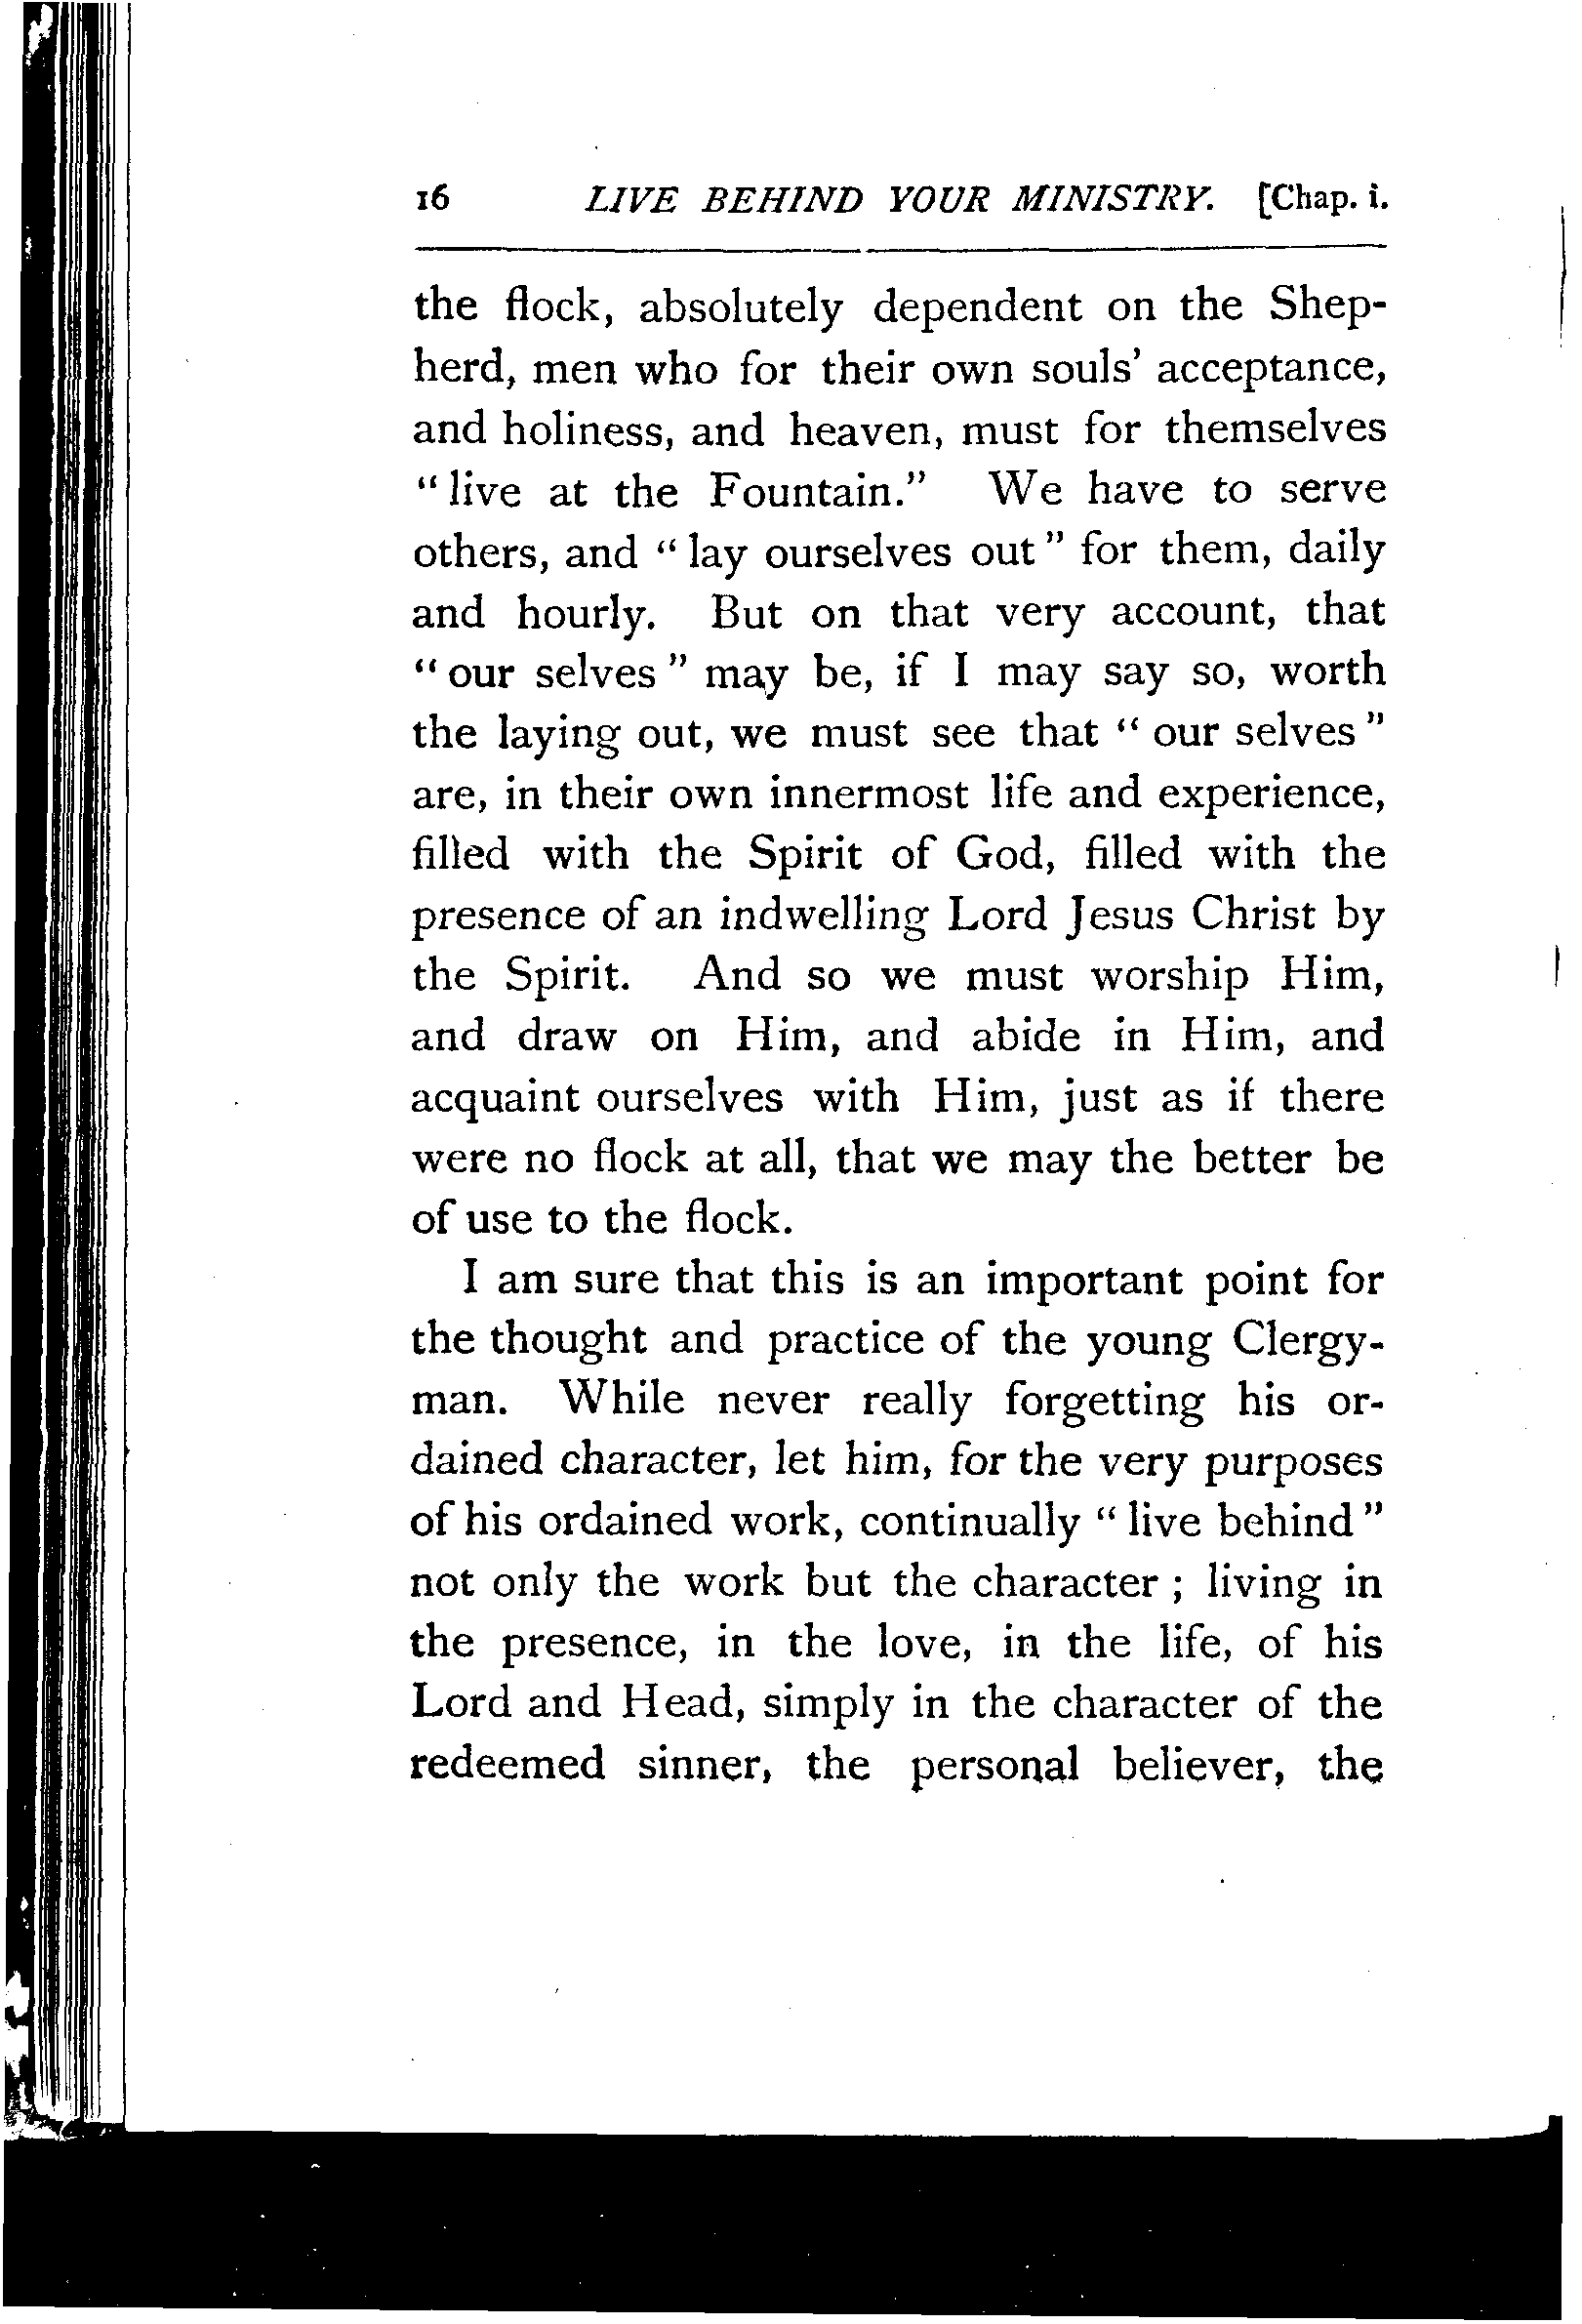 16 LIVE BEHIND YOUR MINISTRY. [Chap. i.
the flock, absolutely dependent on the Shep-
herd, men who for their own souls' acceptance,
and holiness, and heaven, must for themselves
" live at the Fountain." We have to serve
others, and " lay ourselves out " for them, daily
and hourly. But on that very account, that
" our selves " may be, if I may say so, worth
the laying out, we must see that " our selves "
are, in their own innermost life and experience,
filled with the Spirit of God, filled with the
presence of an indwelling Lord Jesus Christ by
the Spirit. And so we must worship Him,
and draw on Him, and abide in Him, and
acquaint ourselves with Him, just as if there
were no flock at all, that we may the better be
of use to the flock.
I am sure that this is an important point for
the thought and practice of the young Clergy-
man. While never really forgetting his or-
dained character, let him, for the very purposes
of his ordained work, continually " live behind "
not only the work but the character ; living in
the presence, in the love, in the life, of his
Lord and Head, simply in the character of the
redeemed sinner, the personal believer, the